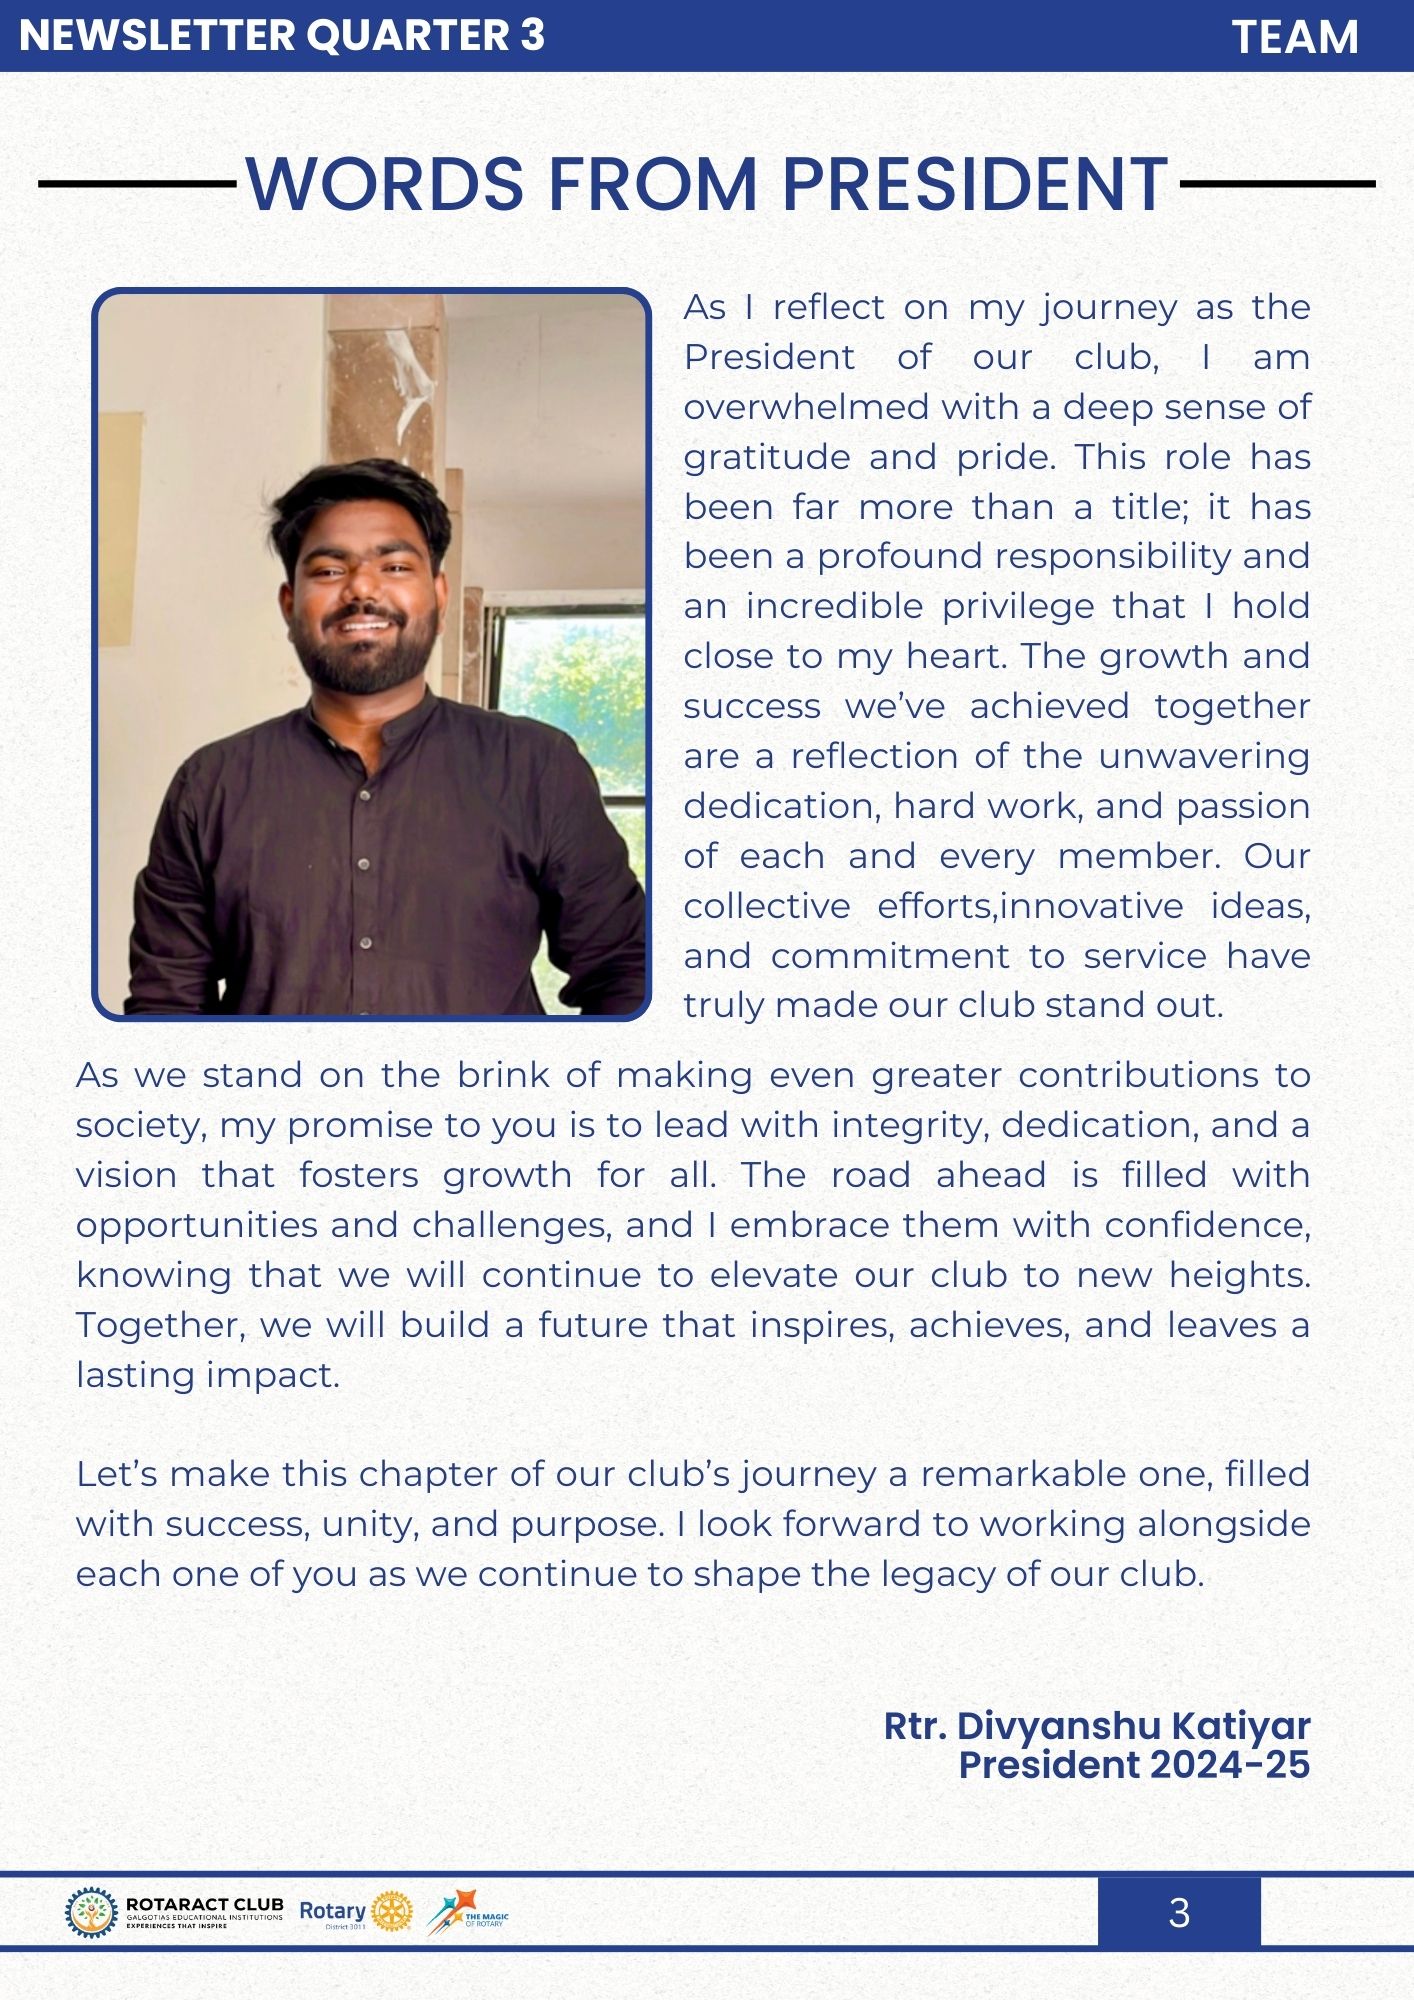 NEWSLETTER QUARTER 3
TEAM
WORDS FROM PRESIDENT
As I reflect on my journey as the
President of our club, I am
overwhelmed with a deep sense of
gratitude and pride. This role has
been far more than a title; it has
been a profound responsibility and
an incredible privilege that I hold
close to my heart. The growth and
success we’ve achieved together
are a reflection of the unwavering
dedication, hard work, and passion
of each and every member. Our
collective efforts,innovative ideas,
and commitment to service have
truly made our club stand out.
As we stand on the brink of making even greater contributions to
society, my promise to you is to lead with integrity, dedication, and a
vision that fosters growth for all. The road ahead is filled with
opportunities and challenges, and I embrace them with confidence,
knowing that we will continue to elevate our club to new heights.
Together, we will build a future that inspires, achieves, and leaves a
lasting impact.
Let’s make this chapter of our club’s journey a remarkable one, filled
with success, unity, and purpose. I look forward to working alongside
each one of you as we continue to shape the legacy of our club.
Rtr. Divyanshu Katiyar
President 2024-25
ROTARACT CLUB
GALGOTIAS EDUCATIONAL INSTITUTIONS
EXPERIENCES THAT INSPIRE
Rotary
District 3011
THE MAGIC
OF ROTARY
3